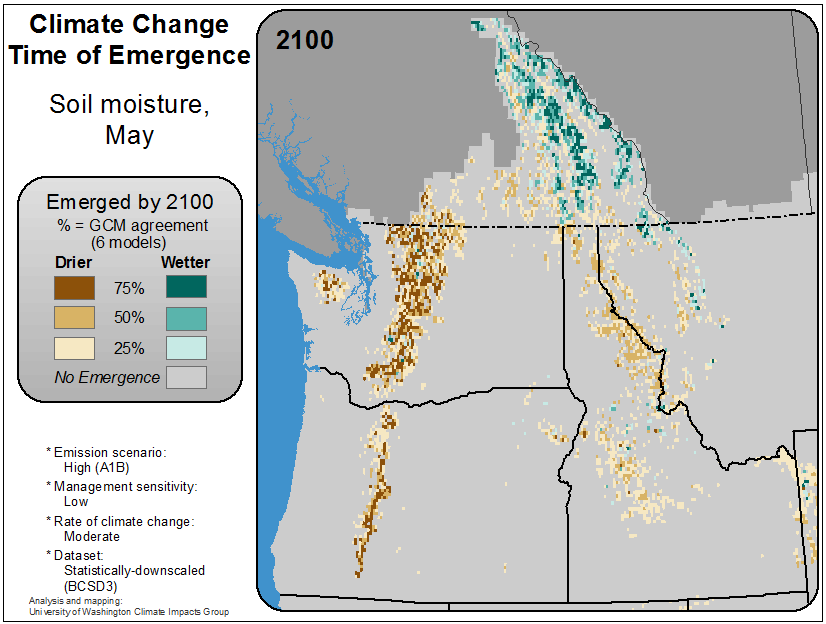 Climate Change
Time of Emergence
Soil moisture,
May
2100
Emerged by 2100
% = GCM agreement
(6 models)
Drier Wetter
75%
50%
25%
No Emergence
* Emission scenario:
High (A1B)
* Management sensitivity:
Low
* Rate of climate change:
Moderate
* Dataset:
Statistically-downscaled
(BCSD3)
Analysis and mapping:
University of Washington Climate Impacts Group